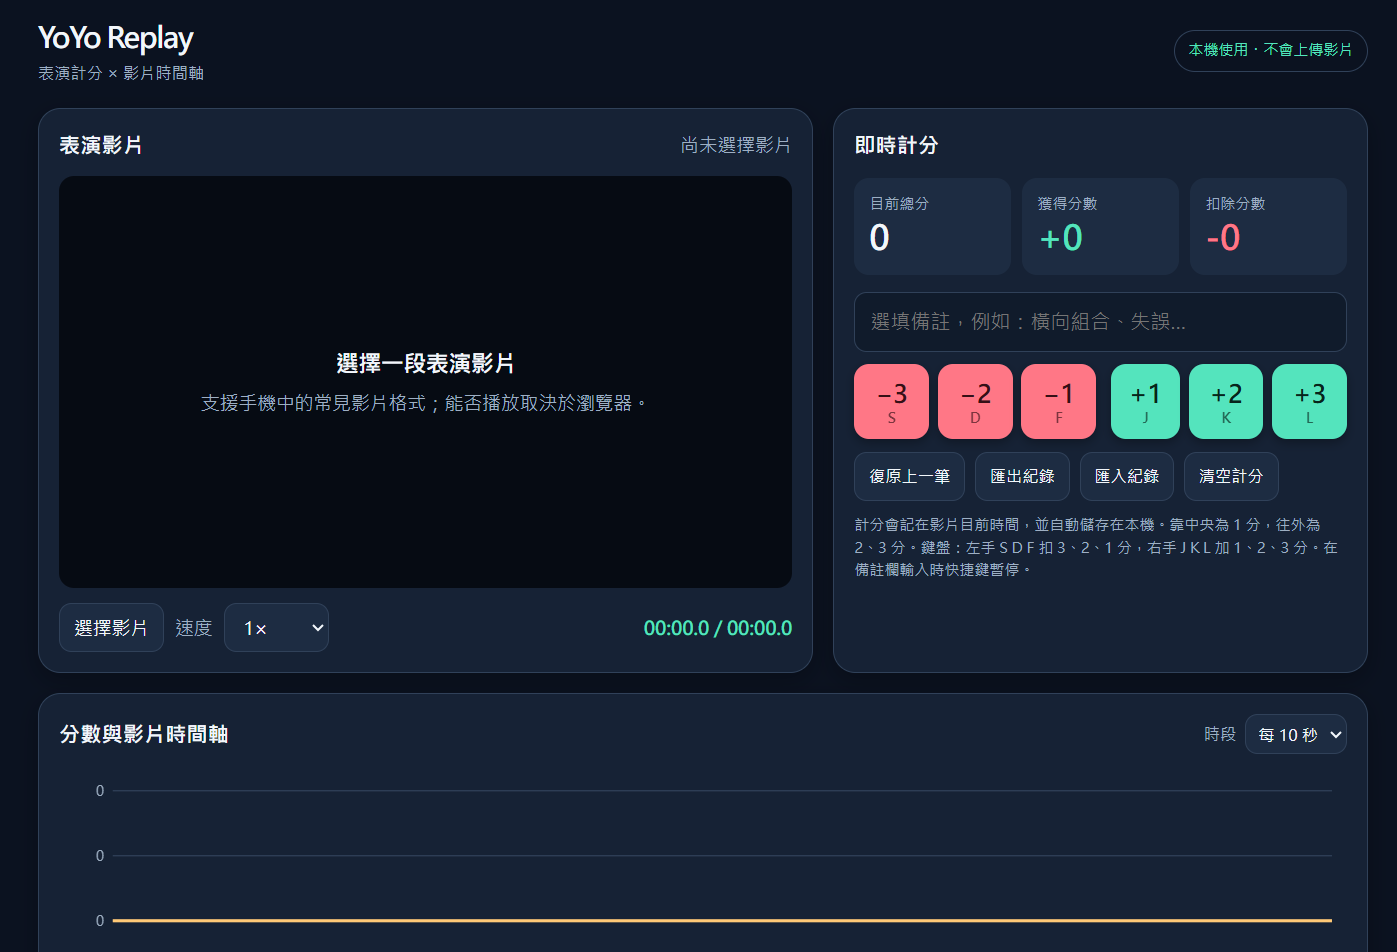 YoYo Replay
表演計分 × 影片時間軸
本機使用．不會上傳影片
表演影片
尚未選擇影片
選擇一段表演影片
支援手機中的常見影片格式；能否播放取決於瀏覽器。
選擇影片
速度
1×
00:00.0 / 00:00.0
即時計分
目前總分
獲得分數
扣除分數
0
+0
-0
選填備註，例如：橫向組合、失誤…
−3
−2
−1
+1
+2
+3
S
D
F
J
K
L
復原上一筆
匯出紀錄
匯入紀錄
清空計分
計分會記在影片目前時間，並自動儲存在本機。靠中央為 1 分，往外為
2、3 分。鍵盤：左手 S D F 扣 3、2、1 分，右手 J K L 加 1、2、3 分。在
備註欄輸入時快捷鍵暫停。
分數與影片時間軸
時段
每 10 秒
0
0
0